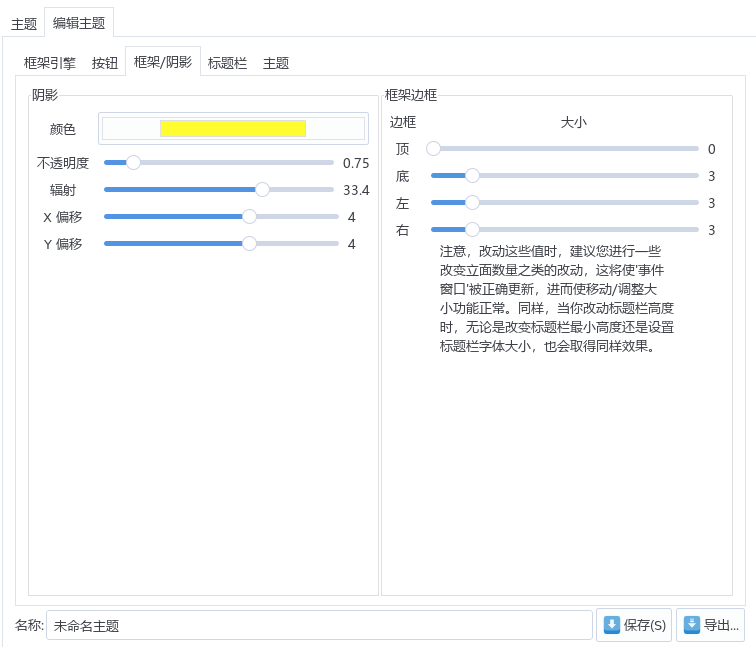 主题 编辑主题
框架引擎 按钮 框架/阴影 标题栏 主题
阴影
颜色
不透明度 0.75
辐射 33.4
X 偏移 4
Y 偏移 4
框架边框
边框 大小
顶 0
底 3
左 3
右 3
注意，改动这些值时，建议您进行一些
改变立面数量之类的改动，这将使'事件
窗口'被正确更新，进而使移动/调整大
小功能正常。同样，当你改动标题栏高度
时，无论是改变标题栏最小高度还是设置
标题栏字体大小，也会取得同样效果。
名称: 未命名主题 保存(S) 导出...